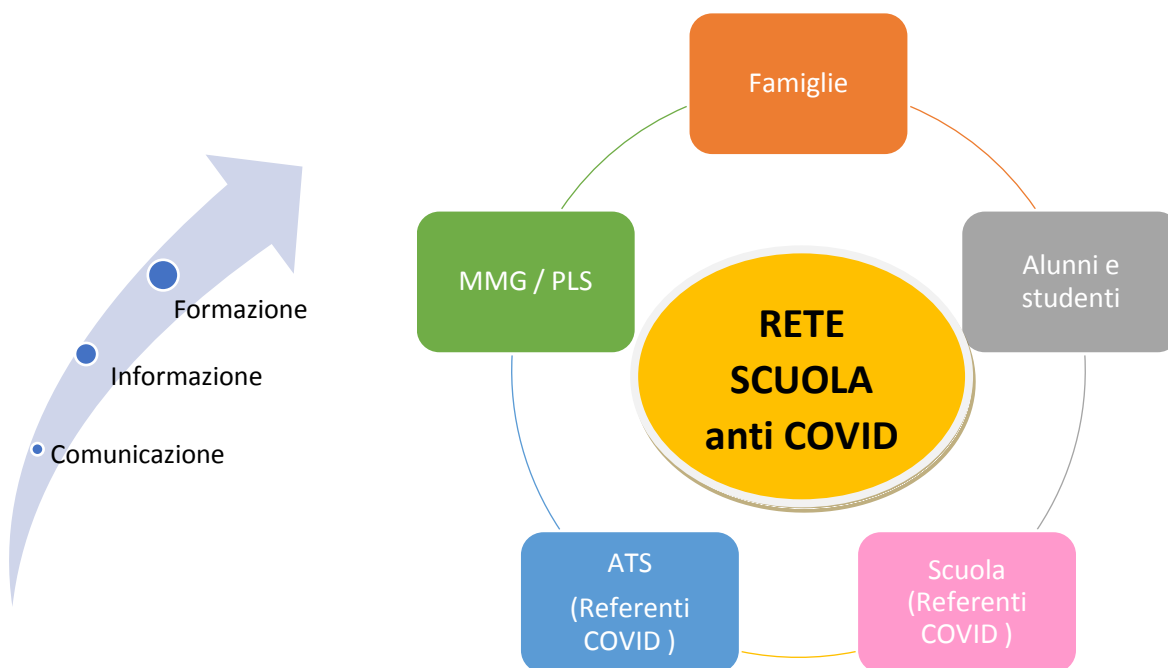 Famiglie
MMG / PLS
Alunni e
studenti
RETE
SCUOLA
anti COVID
Formazione
Informazione
Comunicazione
ATS
(Referenti
COVID )
Scuola
(Referenti
COVID )